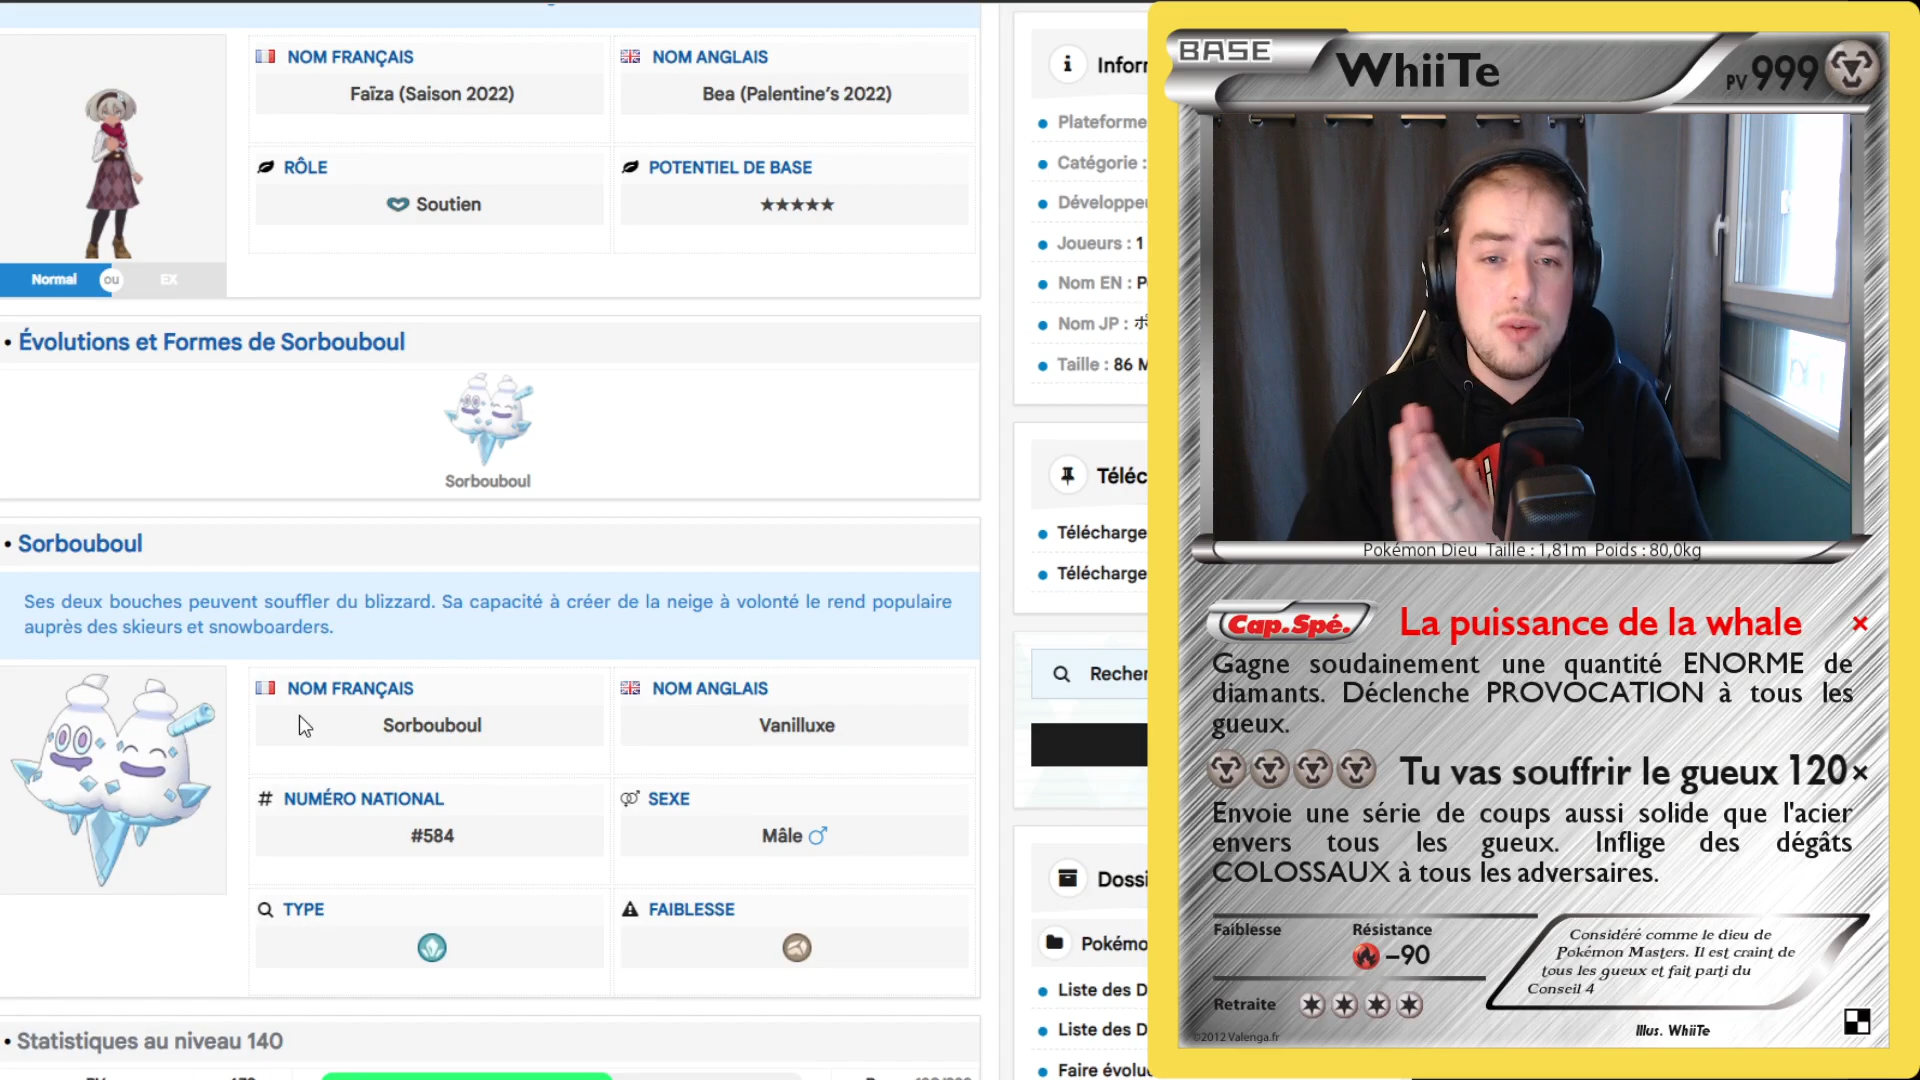 NOM FRANÇAIS
NOM ANGLAIS
Faïza (Saison 2022)
Bea (Palentine’s 2022)
RÔLE
POTENTIEL DE BASE
Soutien
★★★★★
Normal
ou
EX
• Évolutions et Formes de Sorbouboul
Sorbouboul
• Sorbouboul
Ses deux bouches peuvent souffler du blizzard. Sa capacité à créer de la neige à volonté le rend populaire
auprès des skieurs et snowboarders.
NOM FRANÇAIS
NOM ANGLAIS
Sorbouboul
Vanilluxe
# NUMÉRO NATIONAL
SEXE
#584
Mâle ♂
TYPE
FAIBLESSE
• Statistiques au niveau 140
Plateforme
Catégorie :
Joueurs : 1
Nom EN : P
Nom JP : ポ
Taille : 86 M
Télécharge
Télécharge
Liste des D
Liste des D
BASE
WhiiTe
PV 999
Pokémon Dieu Taille : 1,81m Poids : 80,0kg
Cap.Spé.
La puissance de la whale ×
Gagne soudainement une quantité ENORME de
diamants. Déclenche PROVOCATION à tous les
gueux.
Tu vas souffrir le gueux 120×
Envoie une série de coups aussi solide que l'acier
envers tous les gueux. Inflige des dégâts
COLOSSAUX à tous les adversaires.
Faiblesse
Résistance
–90
Retraite
Considéré comme le dieu de
Pokémon Masters. Il est craint de
tous les gueux et fait parti du
Conseil 4
Illus. WhiiTe
©2012 Valenga.fr